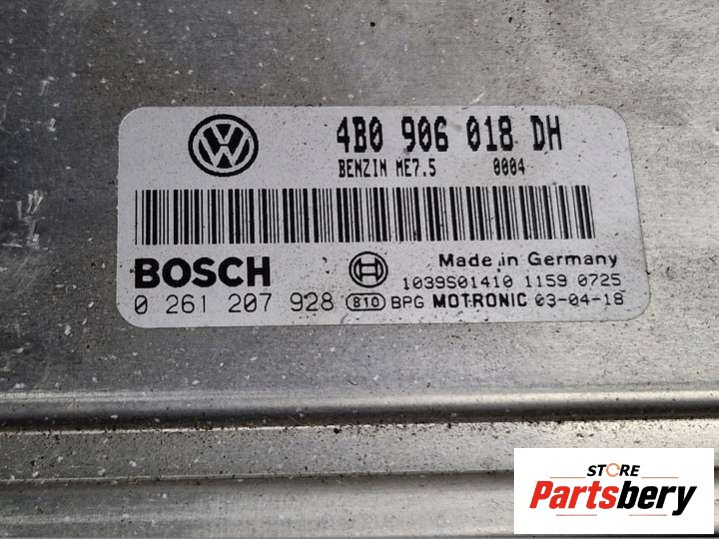 4B0 906 018 DH
BENZIN ME7.5 0004
BOSCH
Made in Germany
1039S01410 1159 0725
0 261 207 928 810 BPG MOTRONIC 03-04-18
STORE
Partsbery